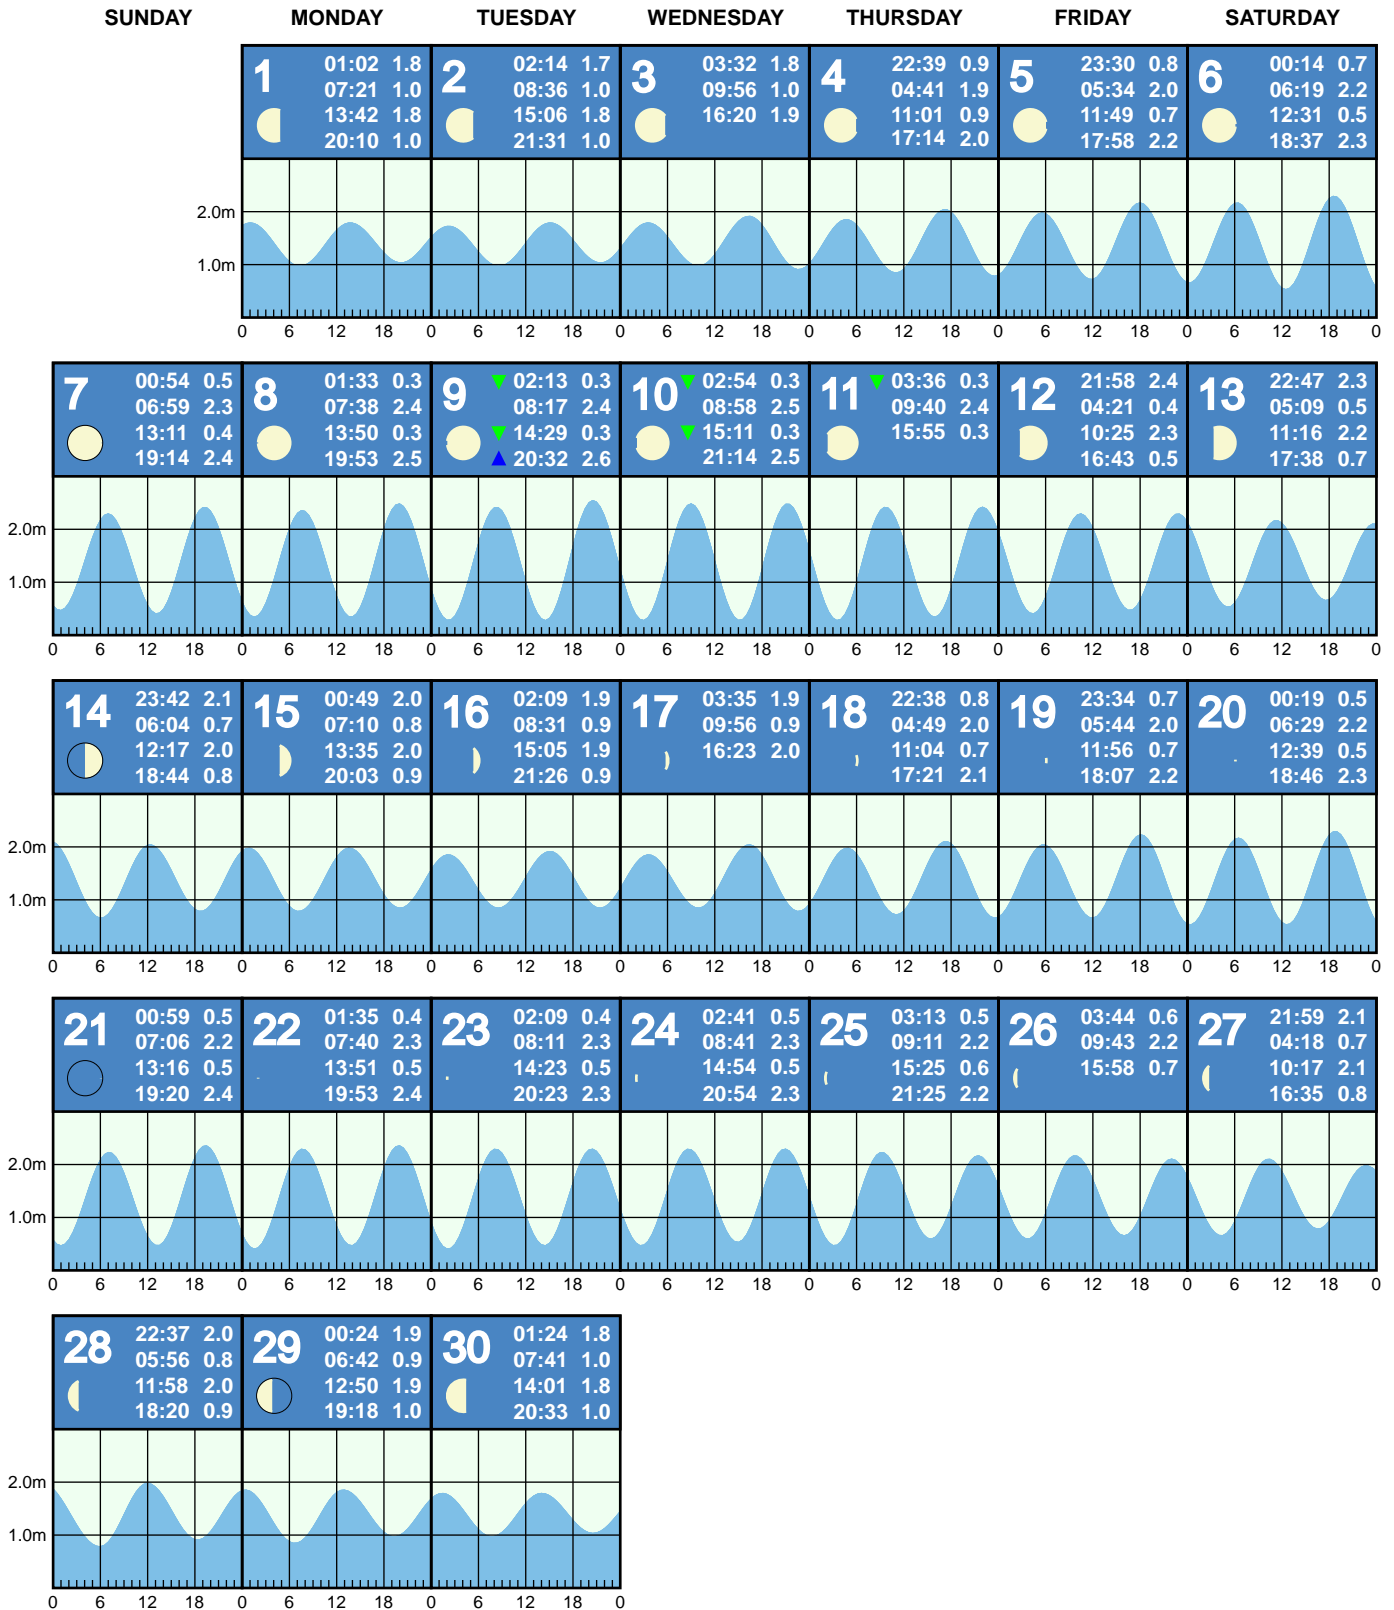 SUNDAY MONDAY TUESDAY WEDNESDAY THURSDAY FRIDAY SATURDAY
1 01:02 1.8
07:21 1.0
13:42 1.8
20:10 1.0
2 02:14 1.7
08:36 1.0
15:06 1.8
21:31 1.0
3 03:32 1.8
09:56 1.0
16:20 1.9
4 22:39 0.9
04:41 1.9
11:01 0.9
17:14 2.0
5 23:30 0.8
05:34 2.0
11:49 0.7
17:58 2.2
6 00:14 0.7
06:19 2.2
12:31 0.5
18:37 2.3
2.0m
1.0m
0 6 12 18 0 6 12 18 0 6 12 18 0 6 12 18 0 6 12 18 0 6 12 18 0
7 00:54 0.5
06:59 2.3
13:11 0.4
19:14 2.4
8 01:33 0.3
07:38 2.4
13:50 0.3
19:53 2.5
9 02:13 0.3
08:17 2.4
14:29 0.3
20:32 2.6
10 02:54 0.3
08:58 2.5
15:11 0.3
21:14 2.5
11 03:36 0.3
09:40 2.4
15:55 0.3
12 21:58 2.4
04:21 0.4
10:25 2.3
16:43 0.5
13 22:47 2.3
05:09 0.5
11:16 2.2
17:38 0.7
2.0m
1.0m
0 6 12 18 0 6 12 18 0 6 12 18 0 6 12 18 0 6 12 18 0 6 12 18 0 6 12 18 0
14 23:42 2.1
06:04 0.7
12:17 2.0
18:44 0.8
15 00:49 2.0
07:10 0.8
13:35 2.0
20:03 0.9
16 02:09 1.9
08:31 0.9
15:05 1.9
21:26 0.9
17 03:35 1.9
09:56 0.9
16:23 2.0
18 22:38 0.8
04:49 2.0
11:04 0.7
17:21 2.1
19 23:34 0.7
05:44 2.0
11:56 0.7
18:07 2.2
20 00:19 0.5
06:29 2.2
12:39 0.5
18:46 2.3
2.0m
1.0m
0 6 12 18 0 6 12 18 0 6 12 18 0 6 12 18 0 6 12 18 0 6 12 18 0 6 12 18 0
21 00:59 0.5
07:06 2.2
13:16 0.5
19:20 2.4
22 01:35 0.4
07:40 2.3
13:51 0.5
19:53 2.4
23 02:09 0.4
08:11 2.3
14:23 0.5
20:23 2.3
24 02:41 0.5
08:41 2.3
14:54 0.5
20:54 2.3
25 03:13 0.5
09:11 2.2
15:25 0.6
21:25 2.2
26 03:44 0.6
09:43 2.2
15:58 0.7
27 21:59 2.1
04:18 0.7
10:17 2.1
16:35 0.8
2.0m
1.0m
0 6 12 18 0 6 12 18 0 6 12 18 0 6 12 18 0 6 12 18 0 6 12 18 0 6 12 18 0
28 22:37 2.0
05:56 0.8
11:58 2.0
18:20 0.9
29 00:24 1.9
06:42 0.9
12:50 1.9
19:18 1.0
30 01:24 1.8
07:41 1.0
14:01 1.8
20:33 1.0
2.0m
1.0m
0 6 12 18 0 6 12 18 0 6 12 18 0